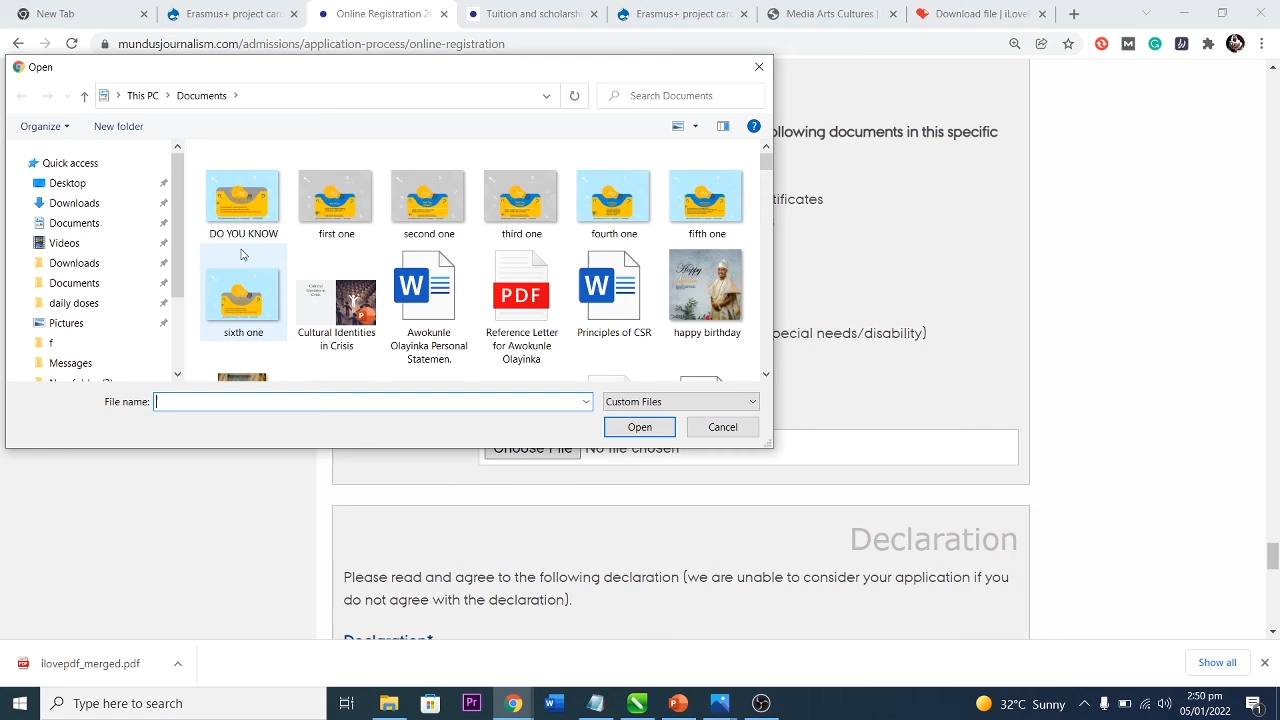 New Tab
Erasmus+ project card
Online Registration 26
Tuition and scholarsh
Erasmus+ project card
Media Arts Cultures |
Download file | iLoveI
mundusjournalism.com/admissions/application-process/online-registration
Open
This PC > Documents >
Search Documents
Organize
New folder
ollowing documents in this specific
Quick access
Desktop
Downloads
Documents
Videos
Downloads
Documents
daily doses
Pictures
f
Messages
DO YOU KNOW
first one
second one
third one
fourth one
fifth one
W
PDF
W
Happy
sixth one
Cultural Identities in Crisis
Awokunle Olayinka Personal Statemen.
Reference Letter for Awokunle Olayinka
Principles of CSR
happy birthday
tificates
pecial needs/disability)
File name:
Custom Files
Open
Cancel
Choose File No file chosen
Declaration
Please read and agree to the following declaration (we are unable to consider your application if you
do not agree with the declaration).
Declaration*
ilovepdf_merged.pdf
Show all
Type here to search
32°C Sunny
2:50 pm
05/01/2022